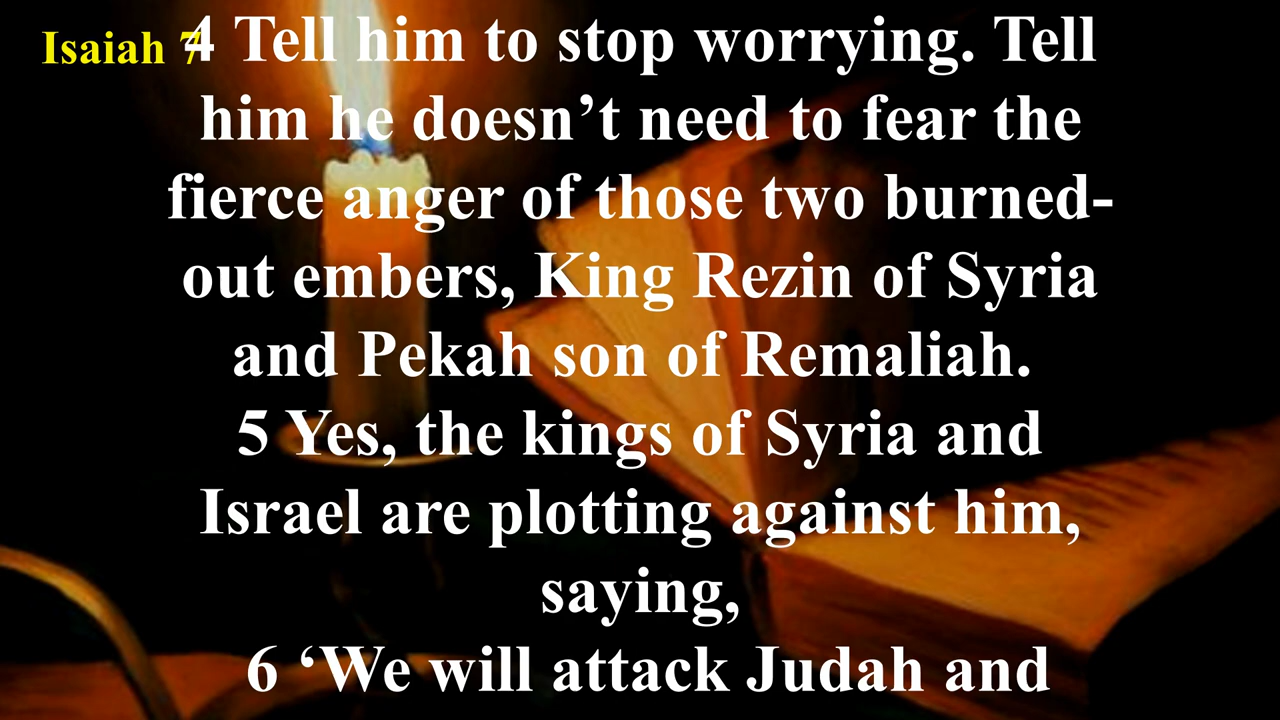 Isaiah 7
4 Tell him to stop worrying. Tell
him he doesn’t need to fear the
fierce anger of those two burned-
out embers, King Rezin of Syria
and Pekah son of Remaliah.
5 Yes, the kings of Syria and
Israel are plotting against him,
saying,
6 ‘We will attack Judah and